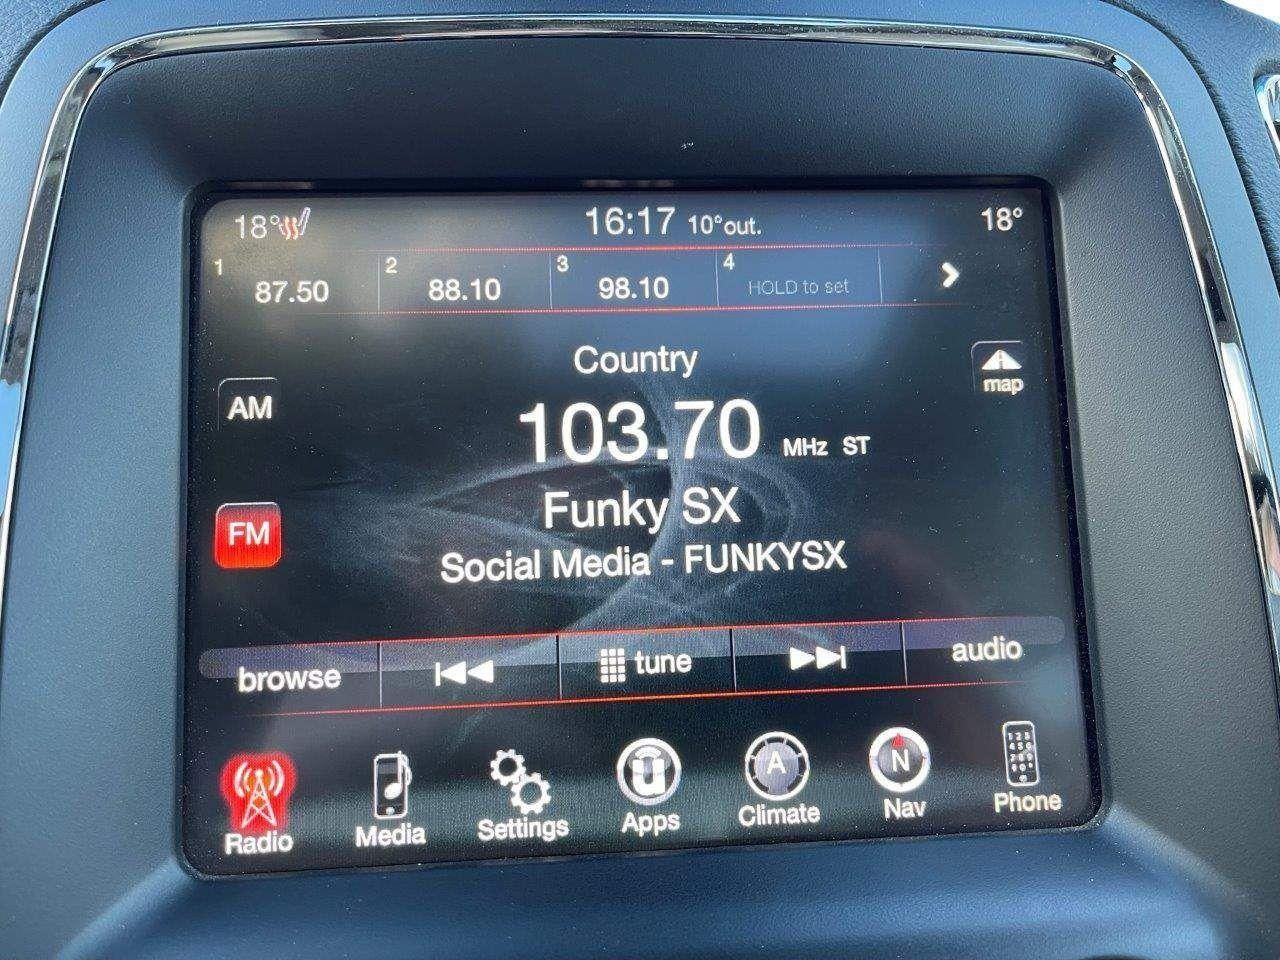 18° 16:17 10°out. 18°
1 87.50 2 88.10 3 98.10 4 HOLD to set
Country
map
AM
103.70 MHz ST
Funky SX
FM
Social Media - FUNKYSX
browse tune audio
A N
Radio Media Settings Apps Climate Nav Phone